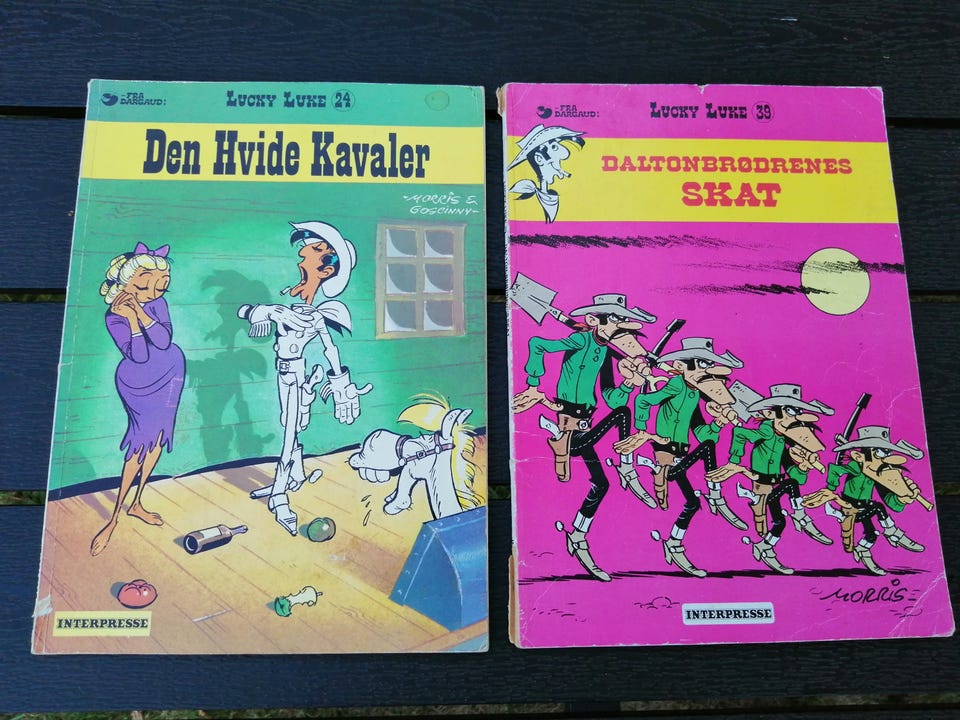 -FRA
DARGAUD:
LUCKY LUKE 24
Den Hvide Kavaler
-MORRIS &
GOSCINNY-
INTERPRESSE
-FRA
DARGAUD:
LUCKY LUKE 39
DALTONBRØDRENES
SKAT
MORRIS
INTERPRESSE